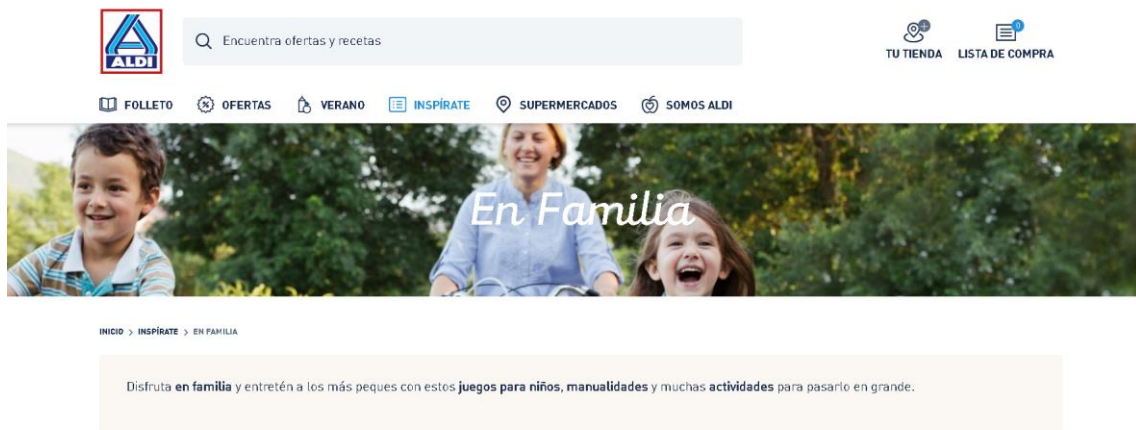 ALDI
Encuentra ofertas y recetas
TU TIENDA
0
LISTA DE COMPRA
FOLLETO
% OFERTAS
VERANO
INSPÍRATE
SUPERMERCADOS
SOMOS ALDI
En Familia
INICIO > INSPÍRATE > EN FAMILIA
Disfruta en familia y entretén a los más peques con estos juegos para niños, manualidades y muchas actividades para pasarlo en grande.